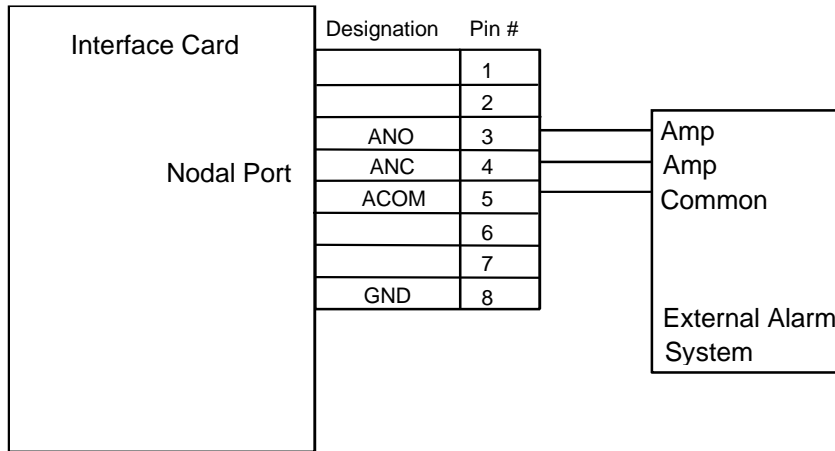 Interface Card
Nodal Port
Designation Pin #
1
2
ANO 3
ANC 4
ACOM 5
6
7
GND 8
Amp
Amp
Common
External Alarm
System